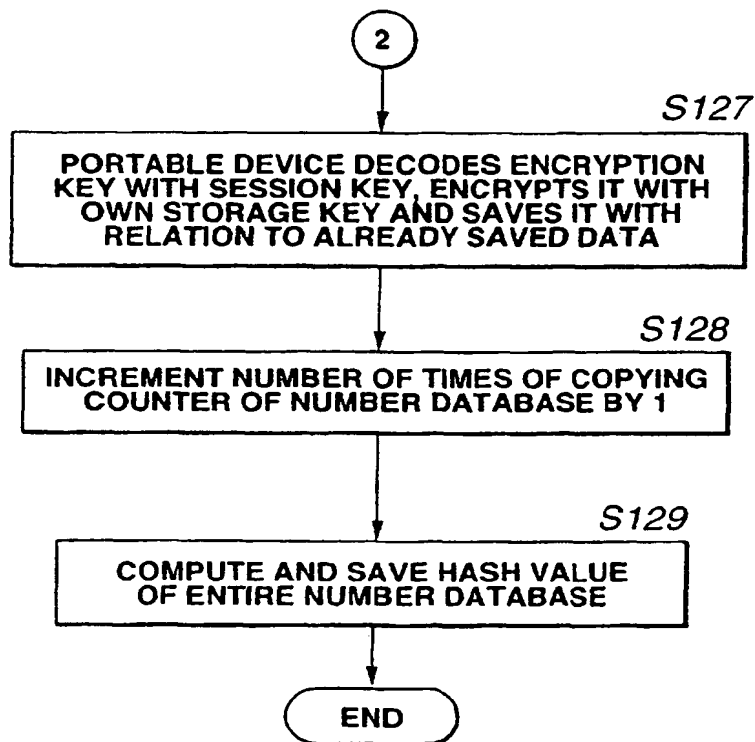 2
S127
PORTABLE DEVICE DECODES ENCRYPTION
KEY WITH SESSION KEY, ENCRYPTS IT WITH
OWN STORAGE KEY AND SAVES IT WITH
RELATION TO ALREADY SAVED DATA
S128
INCREMENT NUMBER OF TIMES OF COPYING
COUNTER OF NUMBER DATABASE BY 1
S129
COMPUTE AND SAVE HASH VALUE
OF ENTIRE NUMBER DATABASE
END